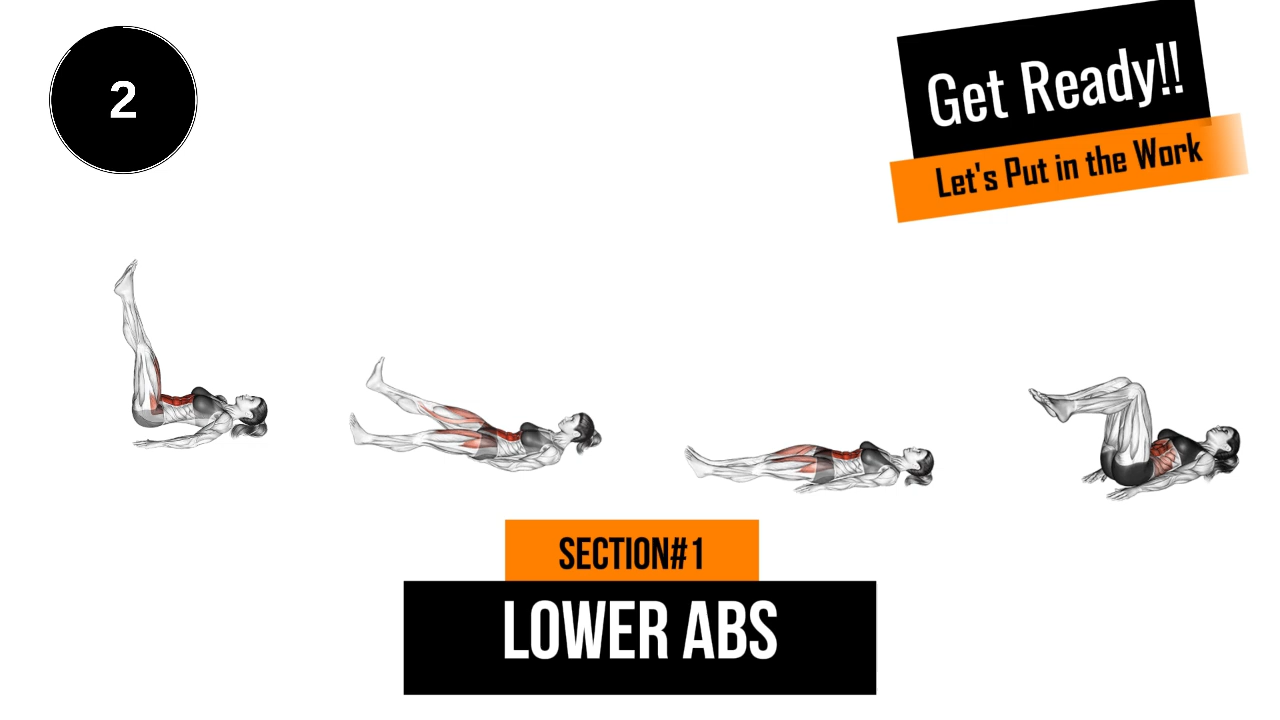 2
Get Ready!!
Let's Put in the Work
SECTION#1
LOWER ABS